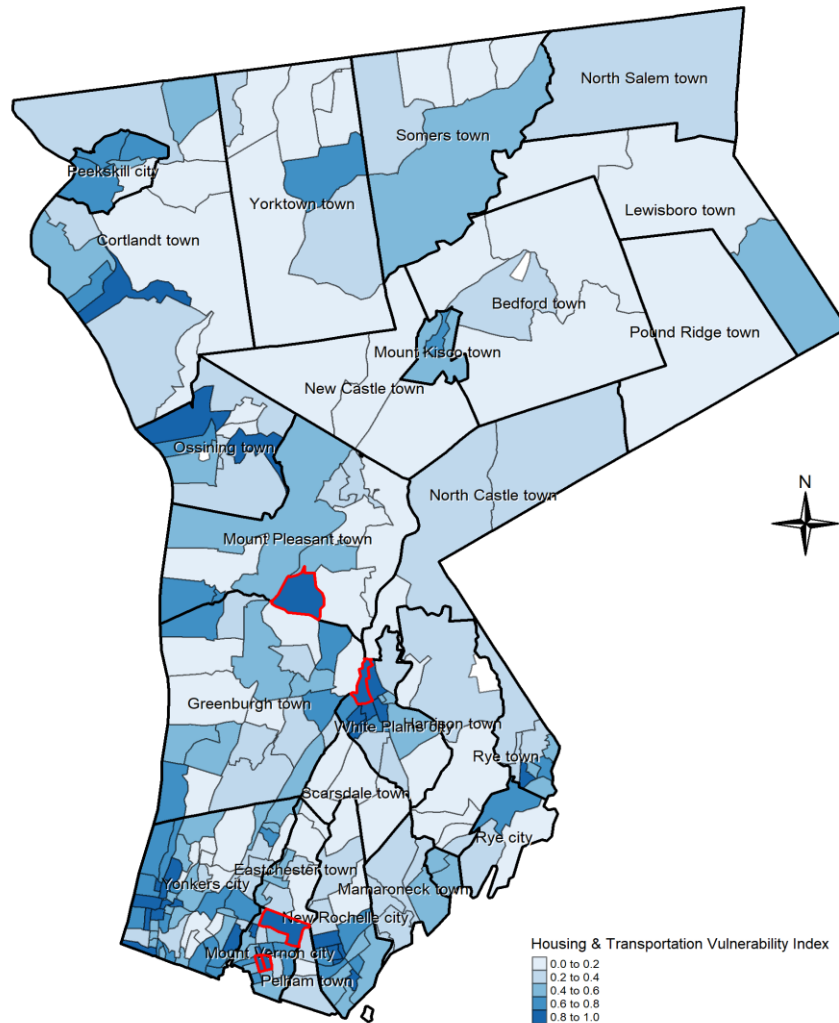 North Salem town
Somers town
Peekskill city
Yorktown town
Lewisboro town
Cortlandt town
Bedford town
Pound Ridge town
Mount Kisco town
New Castle town
Ossining town
N
North Castle town
Mount Pleasant town
Greenburgh town
Harrison town
White Plains city
Rye town
Scarsdale town
Rye city
Eastchester town
Yonkers city
Mamaroneck town
New Rochelle city
Mount Vernon city
Pelham town
Housing & Transportation Vulnerability Index
0.0 to 0.2
0.2 to 0.4
0.4 to 0.6
0.6 to 0.8
0.8 to 1.0